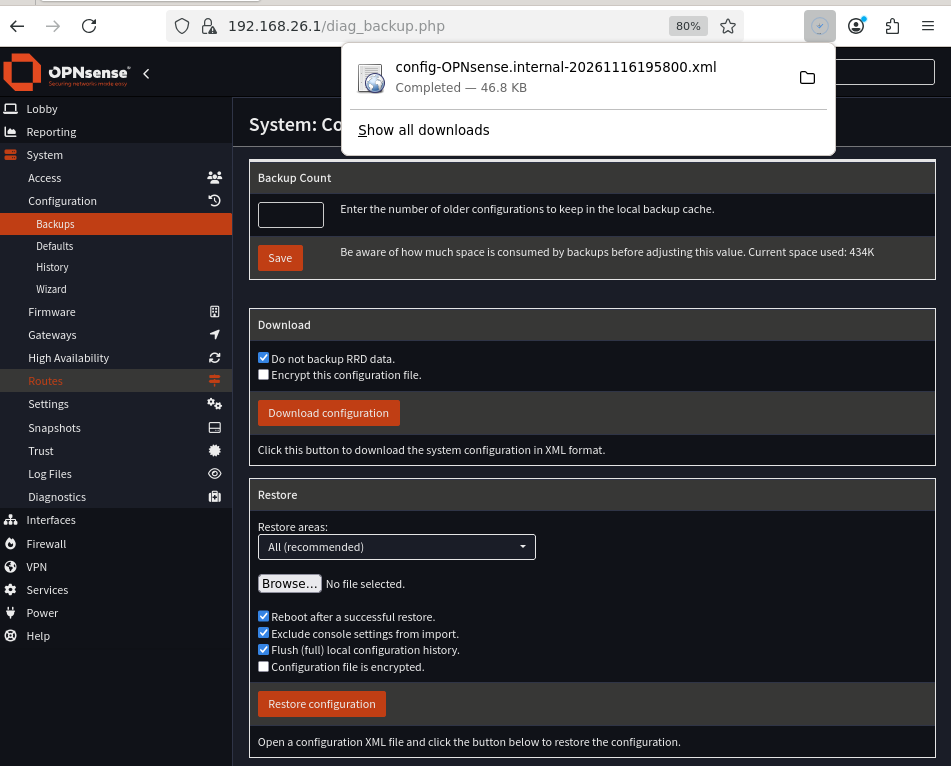 192.168.26.1/diag_backup.php
80%
config-OPNsense.internal-20261116195800.xml
Completed — 46.8 KB
Show all downloads
OPNsense®
Securing networks made easy
Lobby
Reporting
System
Access
Configuration
Backups
Defaults
History
Wizard
Firmware
Gateways
High Availability
Routes
Settings
Snapshots
Trust
Log Files
Diagnostics
Interfaces
Firewall
VPN
Services
Power
Help
System: Co
Backup Count
Enter the number of older configurations to keep in the local backup cache.
Save
Be aware of how much space is consumed by backups before adjusting this value. Current space used: 434K
Download
Do not backup RRD data.
Encrypt this configuration file.
Download configuration
Click this button to download the system configuration in XML format.
Restore
Restore areas:
All (recommended)
Browse... No file selected.
Reboot after a successful restore.
Exclude console settings from import.
Flush (full) local configuration history.
Configuration file is encrypted.
Restore configuration
Open a configuration XML file and click the button below to restore the configuration.